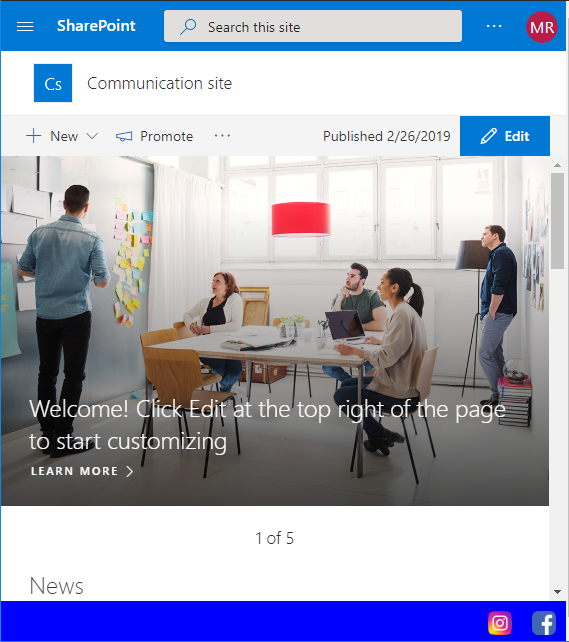 SharePoint
Search this site
MR
Cs
Communication site
New
Promote
Published 2/26/2019
Edit
Welcome! Click Edit at the top right of the page
to start customizing
LEARN MORE
1 of 5
News